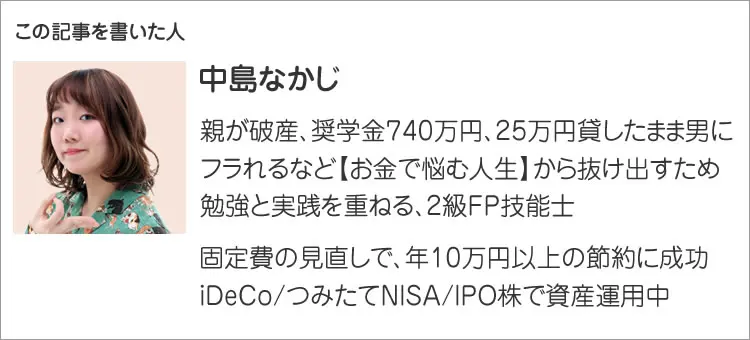 この記事を書いた人
中島なかじ
親が破産、奨学金740万円、25万円貸したまま男に
フラれるなど【お金で悩む人生】から抜け出すため
勉強と実践を重ねる、2級FP技能士
固定費の見直しで、年10万円以上の節約に成功
iDeCo/つみたてNISA/IPO株で資産運用中